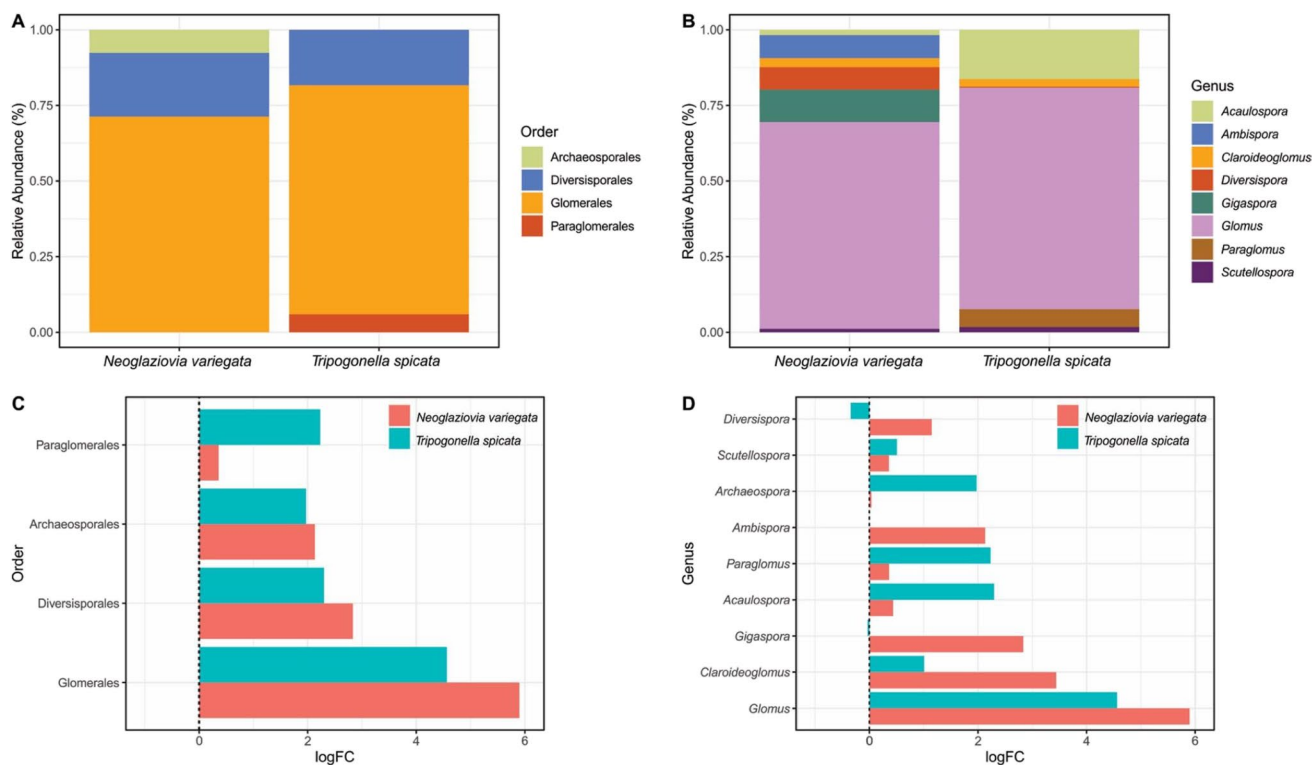 A
1.00
0.75
0.50
0.25
0.00
Relative Abundance (%)
Neoglaziovia variegata
Tripogonella spicata
Order
Archaeosporales
Diversisporales
Glomerales
Paraglomerales
B
1.00
0.75
0.50
0.25
0.00
Relative Abundance (%)
Neoglaziovia variegata
Tripogonella spicata
Genus
Acaulospora
Ambispora
Claroideoglomus
Diversispora
Gigaspora
Glomus
Paraglomus
Scutellospora
C
Neoglaziovia variegata
Tripogonella spicata
Order
Paraglomerales
Archaeosporales
Diversisporales
Glomerales
0
2
4
6
logFC
D
Neoglaziovia variegata
Tripogonella spicata
Genus
Diversispora
Scutellospora
Archaeospora
Ambispora
Paraglomus
Acaulospora
Gigaspora
Claroideoglomus
Glomus
0
2
4
6
logFC